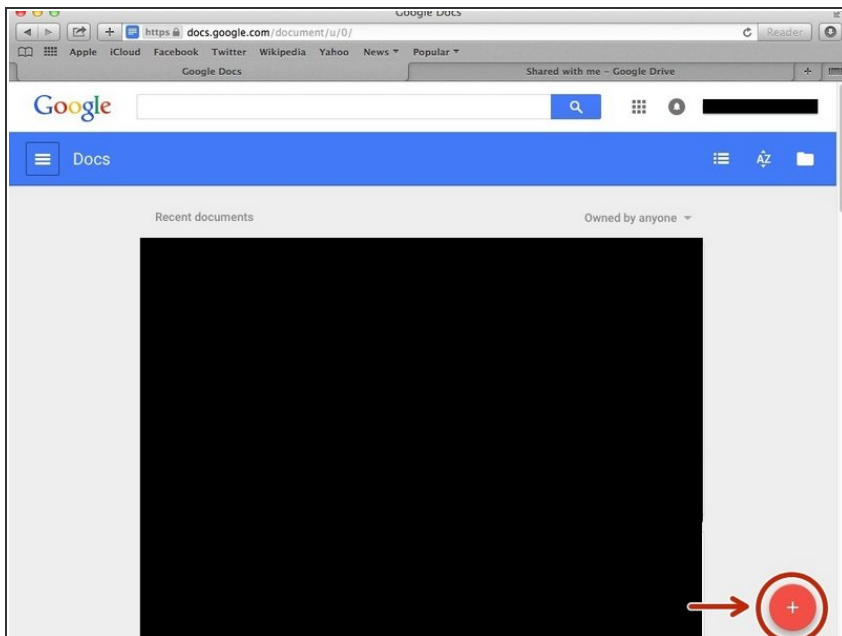 Google Docs
https docs.google.com/document/u/0/
Reader
Apple iCloud Facebook Twitter Wikipedia Yahoo News Popular
Google Docs
Shared with me – Google Drive
Google
Docs
AZ
Recent documents
Owned by anyone